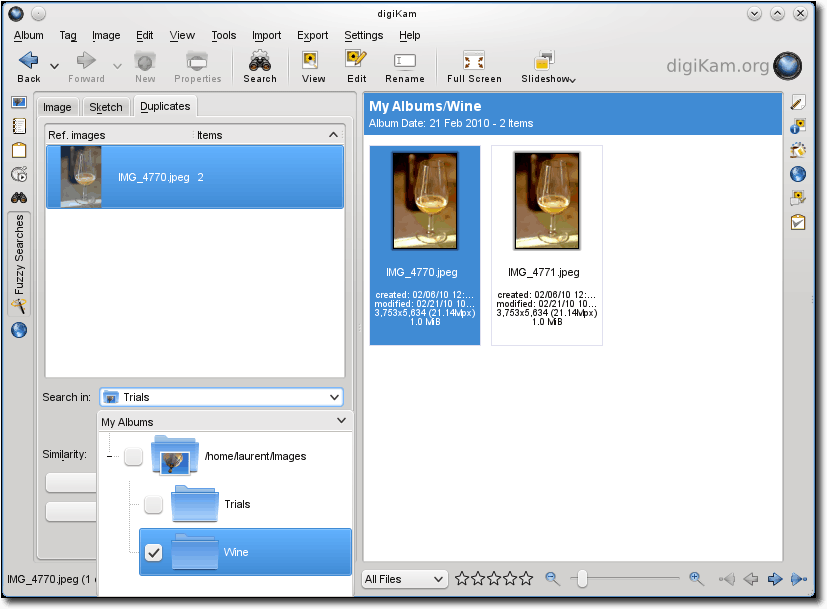 digiKam
Album Tag Image Edit View Tools Import Export Settings Help
Back Forward New Properties Search View Edit Rename Full Screen Slideshow
digiKam.org
Image Sketch Duplicates
Ref. images Items
IMG_4770.jpeg 2
Fuzzy Searches
Search in: Trials
My Albums
Similarity:
/home/laurent/Images
Trials
Wine
IMG_4770.jpeg (1
My Albums/Wine
Album Date: 21 Feb 2010 - 2 Items
IMG_4770.jpeg
created: 02/06/10 12:...
modified: 02/21/10 10...
3,753x5,634 (21.14Mpx)
1.0 MiB
IMG_4771.jpeg
created: 02/06/10 12:...
modified: 02/21/10 10...
3,753x5,634 (21.14Mpx)
1.0 MiB
All Files